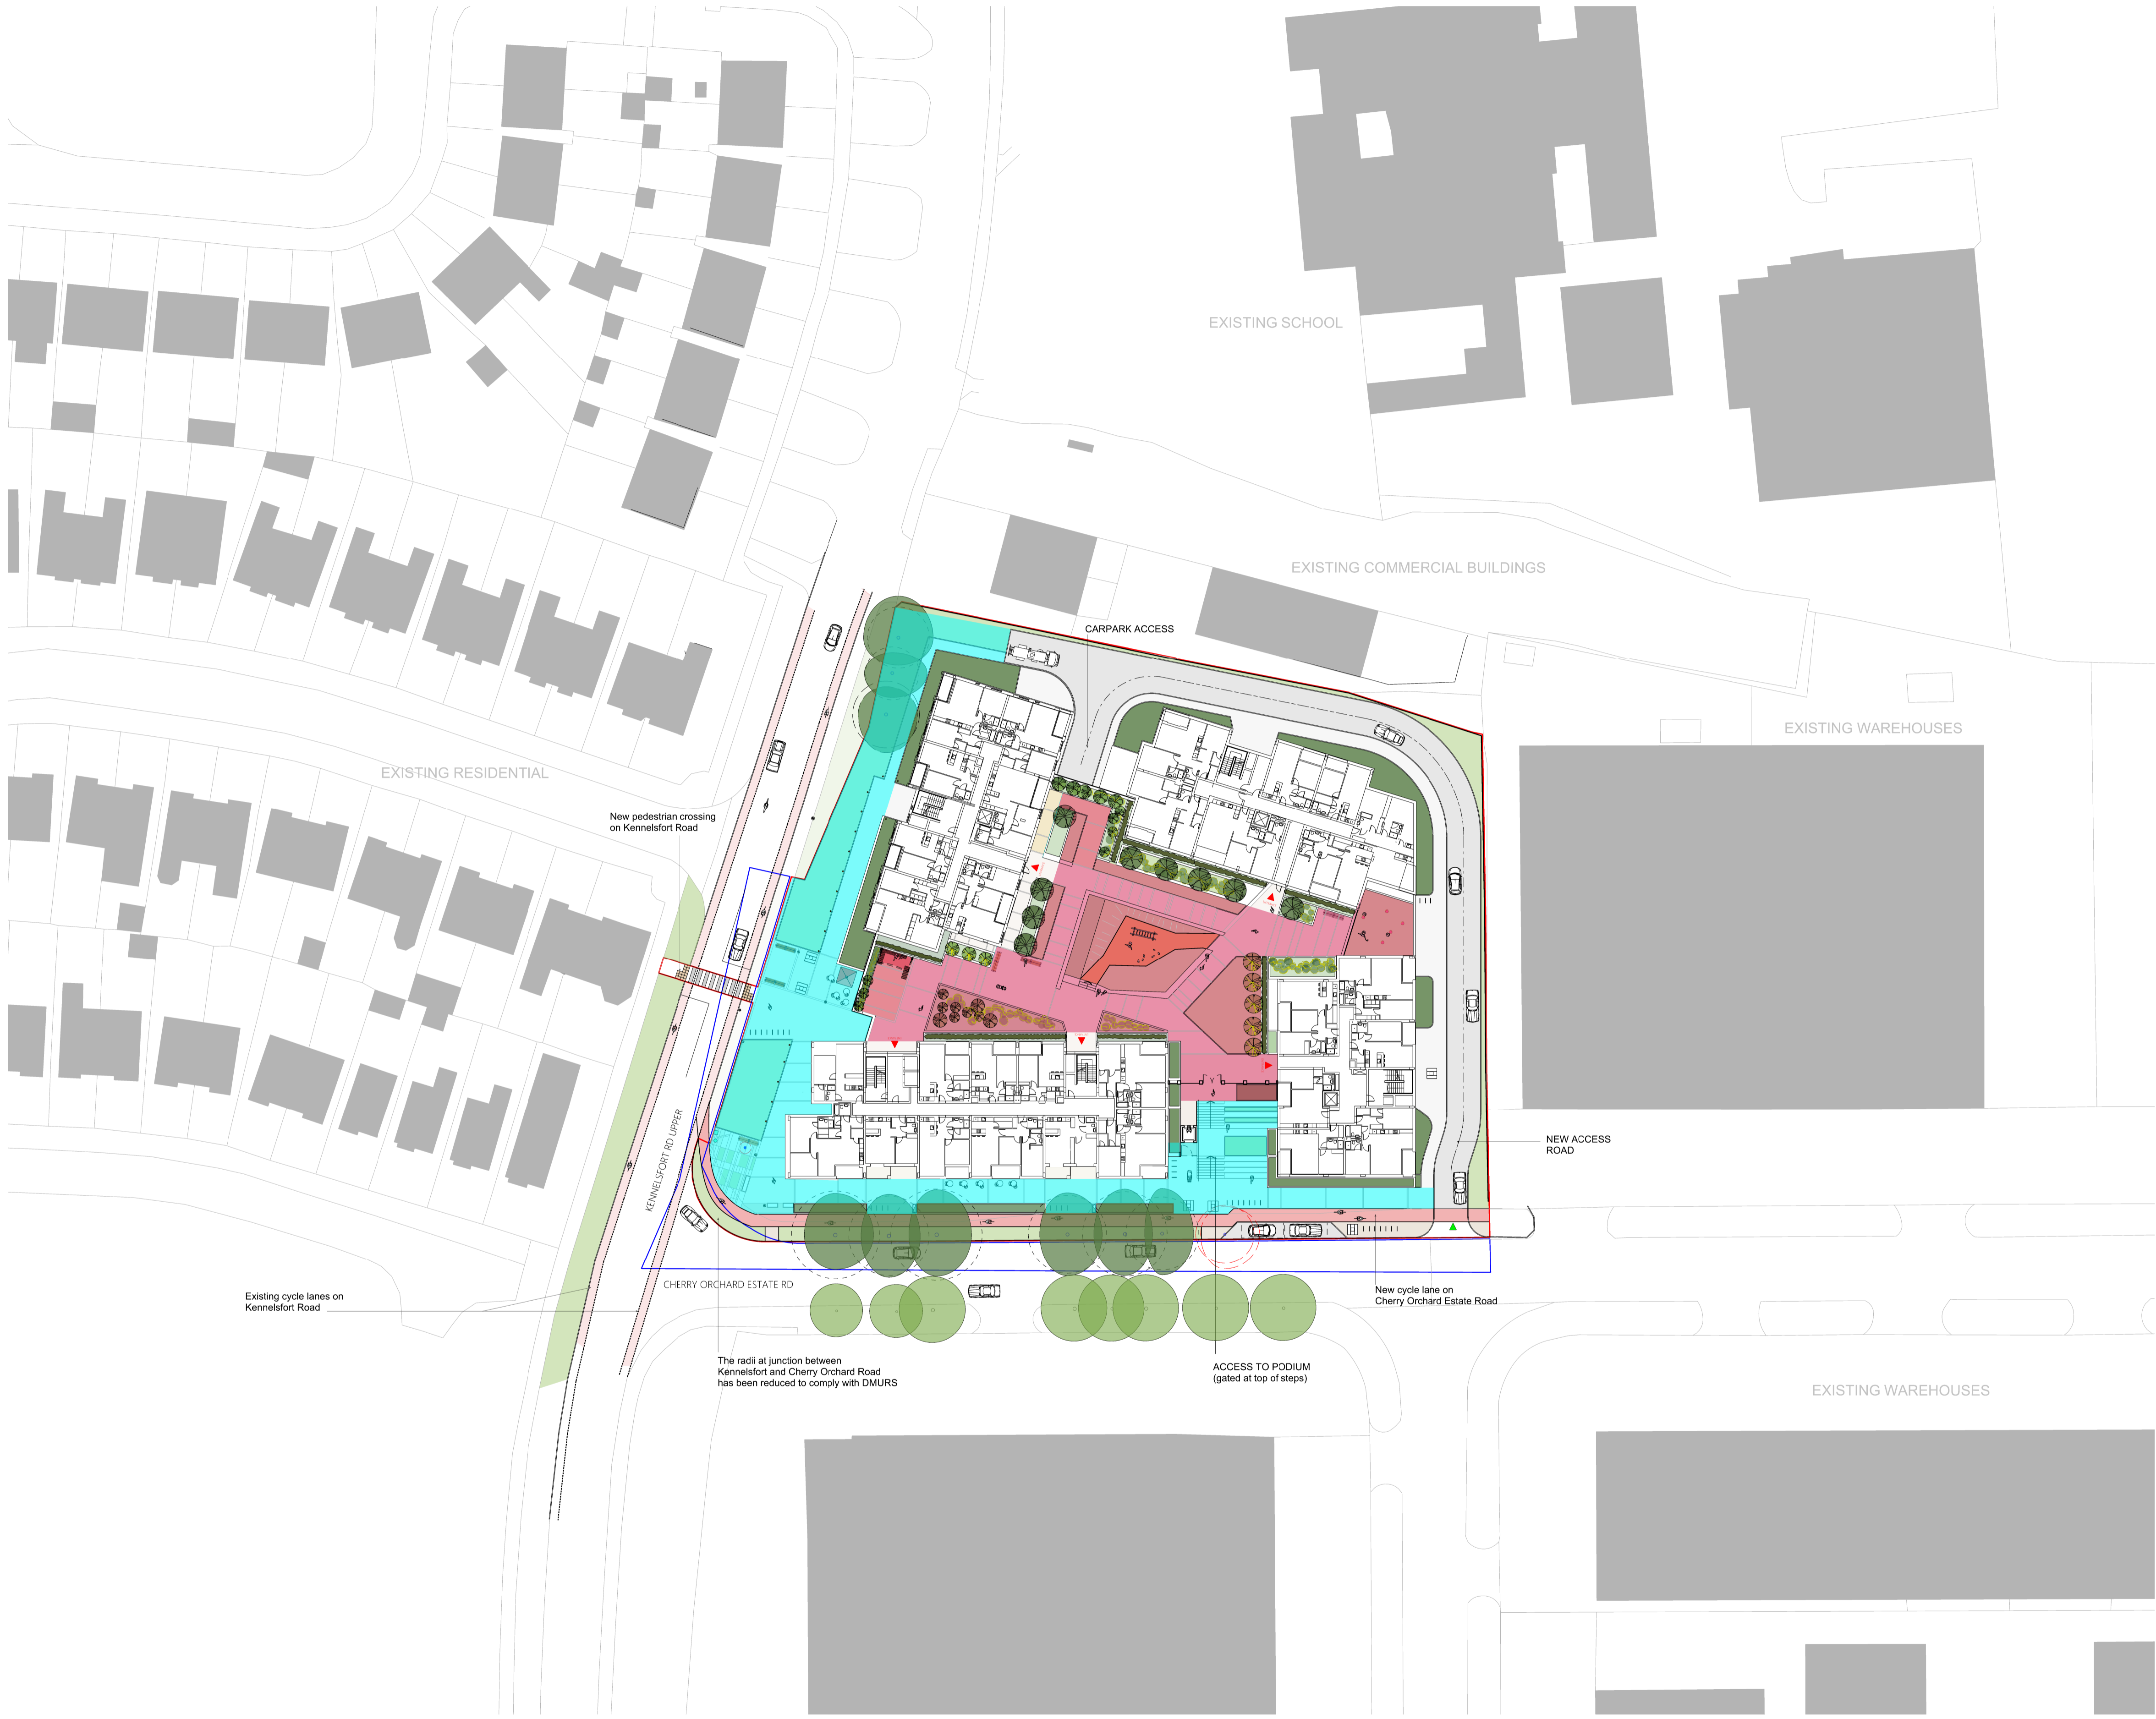 EXISTING SCHOOL
EXISTING COMMERCIAL BUILDINGS
CARPARK ACCESS
EXISTING WAREHOUSES
EXISTING RESIDENTIAL
New pedestrian crossing
on Kennelsfort Road
KENNELSFORT RD UPPER
NEW ACCESS
ROAD
CHERRY ORCHARD ESTATE RD
Existing cycle lanes on
Kennelsfort Road
New cycle lane on
Cherry Orchard Estate Road
The radii at junction between
Kennelsfort and Cherry Orchard Road
has been reduced to comply with DMURS
ACCESS TO PODIUM
(gated at top of steps)
EXISTING WAREHOUSES